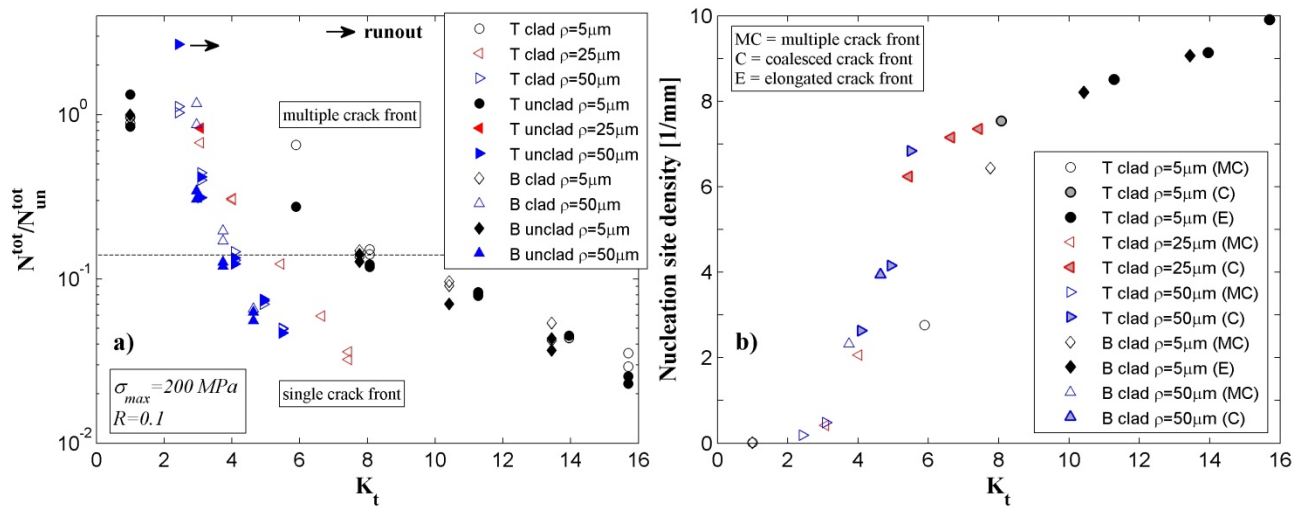 runout
multiple crack front
single crack front
a)
σmax=200 MPa
R=0.1
N^tot/N_un^tot
10^0
10^-1
10^-2
0 2 4 6 8 10 12 14 16
K_t
T clad ρ=5μm
T clad ρ=25μm
T clad ρ=50μm
T unclad ρ=5μm
T unclad ρ=25μm
T unclad ρ=50μm
B clad ρ=5μm
B clad ρ=50μm
B unclad ρ=5μm
B unclad ρ=50μm
MC = multiple crack front
C = coalesced crack front
E = elongated crack front
b)
Nucleation site density [1/mm]
10
8
6
4
2
0
0 2 4 6 8 10 12 14 16
K_t
T clad ρ=5μm (MC)
T clad ρ=5μm (C)
T clad ρ=5μm (E)
T clad ρ=25μm (MC)
T clad ρ=25μm (C)
T clad ρ=50μm (MC)
T clad ρ=50μm (C)
B clad ρ=5μm (MC)
B clad ρ=5μm (E)
B clad ρ=50μm (MC)
B clad ρ=50μm (C)